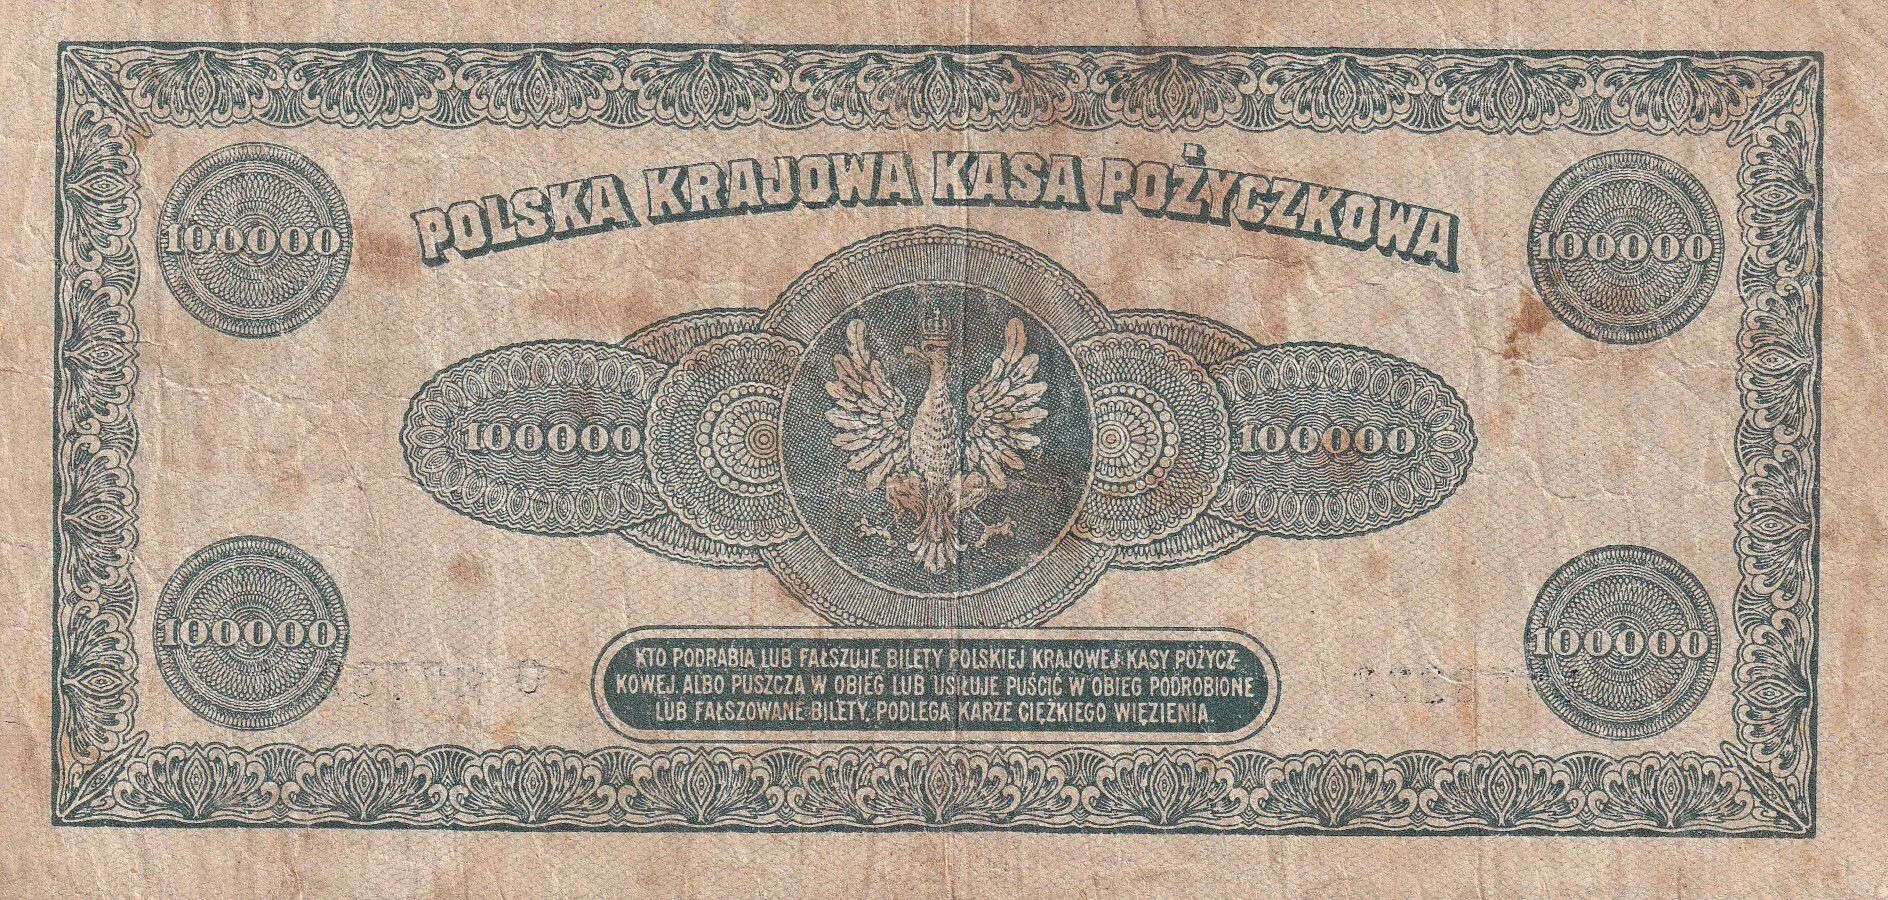 POLSKA KRAJOWA KASA POŻYCZKOWA
100000
100000
100000
100000
100000
100000
KTO PODRABIA LUB FAŁSZUJE BILETY POLSKIEJ KRAJOWEJ KASY POŻYCZ-
KOWEJ. ALBO PUSZCZA W OBIEG LUB USIŁUJE PUŚCIĆ W OBIEG PODROBIONE
LUB FAŁSZOWANE BILETY, PODLEGA KARZE CIĘŻKIEGO WIĘZIENIA.